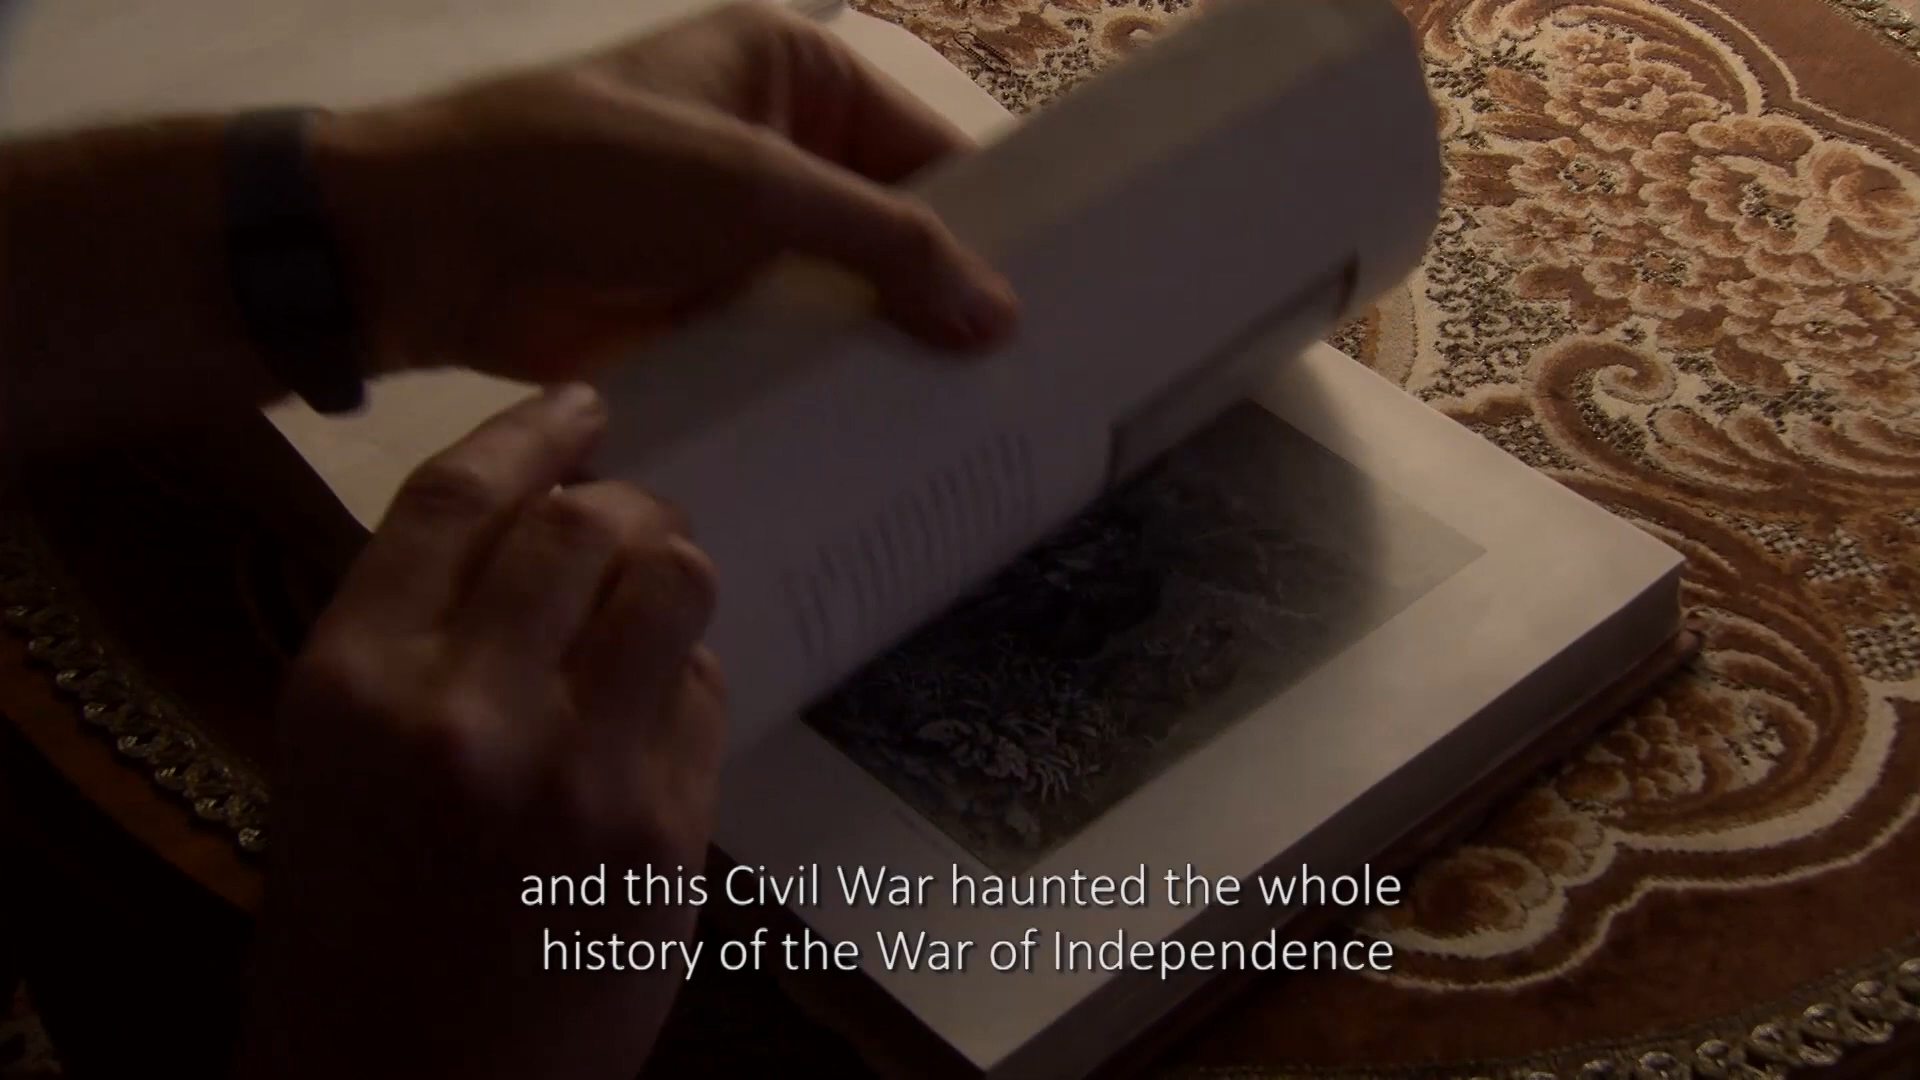 and this Civil War haunted the whole
history of the War of Independence